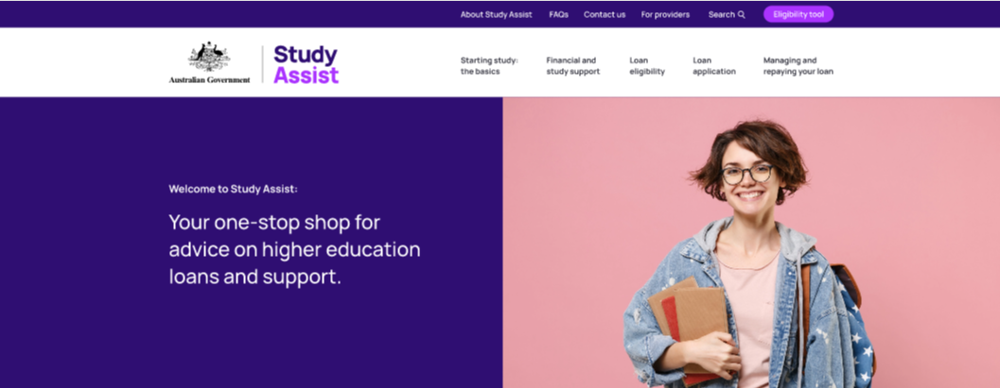 About Study Assist FAQs Contact us For providers Search Eligibility tool
Australian Government
Study
Assist
Starting study:
the basics
Financial and
study support
Loan
eligibility
Loan
application
Managing and
repaying your loan
Welcome to Study Assist:
Your one-stop shop for
advice on higher education
loans and support.